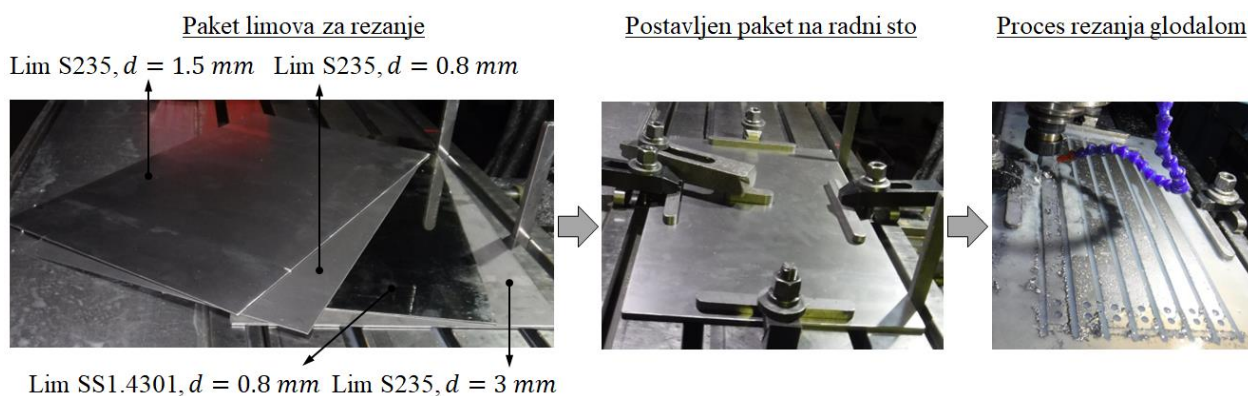 Paket limova za rezanje
Postavljen paket na radni sto
Proces rezanja glodalom
Lim S235, d = 1.5 mm
Lim S235, d = 0.8 mm
Lim SS1.4301, d = 0.8 mm
Lim S235, d = 3 mm